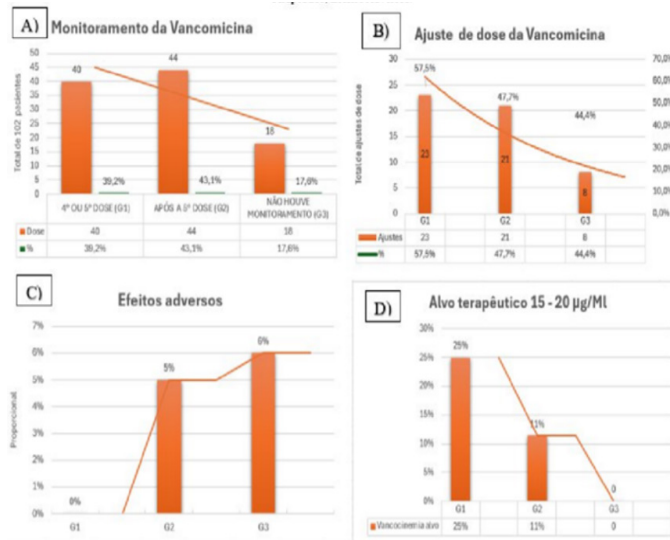 A)
Monitoramento da Vancomicina
Total de 102 pacientes
50
45
40
35
30
25
20
15
10
5
0
40
39,2%
44
43,1%
18
17,6%
4ª OU 5ª DOSE (G1)
APÓS A 5ª DOSE (G2)
NÃO HOUVE
MONITORAMENTO (G3)
Dose 40 44 18
% 39,2% 43,1% 17,6%
B)
Ajuste de dose da Vancomicina
Total de ajustes de dose
30
25
20
15
10
5
0
70,0%
60,0%
50,0%
40,0%
30,0%
20,0%
10,0%
0,0%
57,5%
47,7%
44,4%
23
21
8
G1 G2 G3
Ajustes 23 21 8
% 57,5% 47,7% 44,4%
C)
Efeitos adversos
Proporcional
7%
6%
5%
4%
3%
2%
1%
0%
0%
5%
6%
G1 G2 G3
D)
Alvo terapêutico 15 - 20 µg/Ml
30%
25%
20%
15%
10%
5%
0%
25%
11%
0
G1 G2 G3
Vancocinemia alvo 25% 11% 0